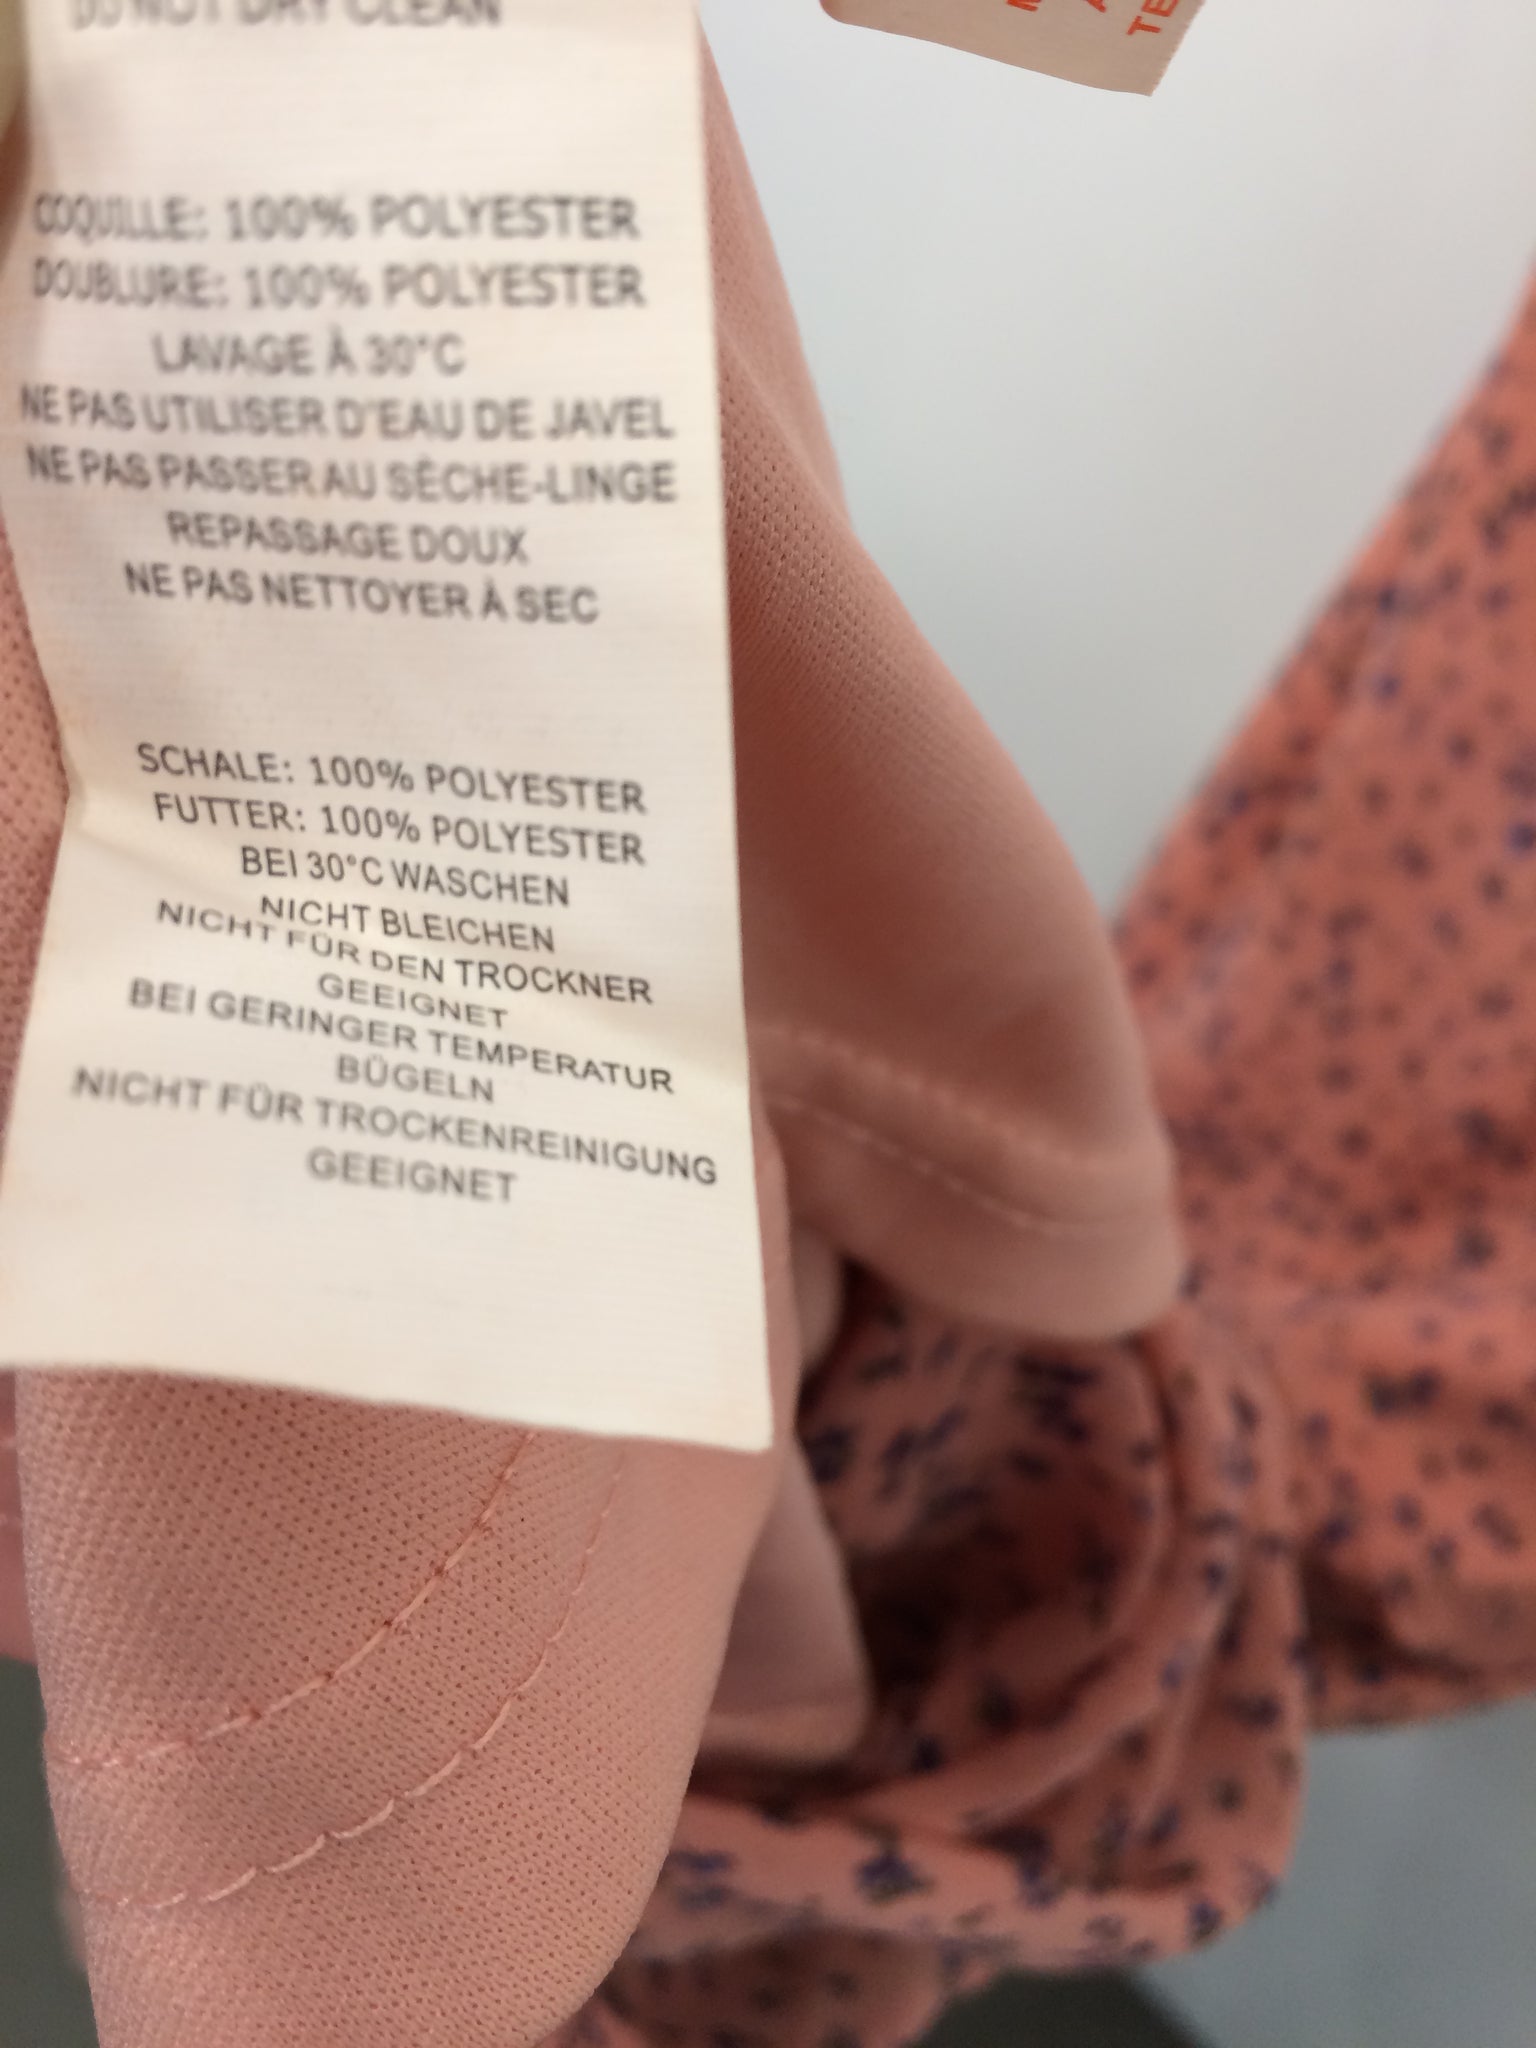 DO NOT DRY CLEAN
COQUILLE: 100% POLYESTER
DOUBLURE: 100% POLYESTER
LAVAGE À 30°C
NE PAS UTILISER D'EAU DE JAVEL
NE PAS PASSER AU SÈCHE-LINGE
REPASSAGE DOUX
NE PAS NETTOYER À SEC
SCHALE: 100% POLYESTER
FUTTER: 100% POLYESTER
BEI 30°C WASCHEN
NICHT BLEICHEN
NICHT FÜR DEN TROCKNER
GEEIGNET
BEI GERINGER TEMPERATUR
BÜGELN
NICHT FÜR TROCKENREINIGUNG
GEEIGNET